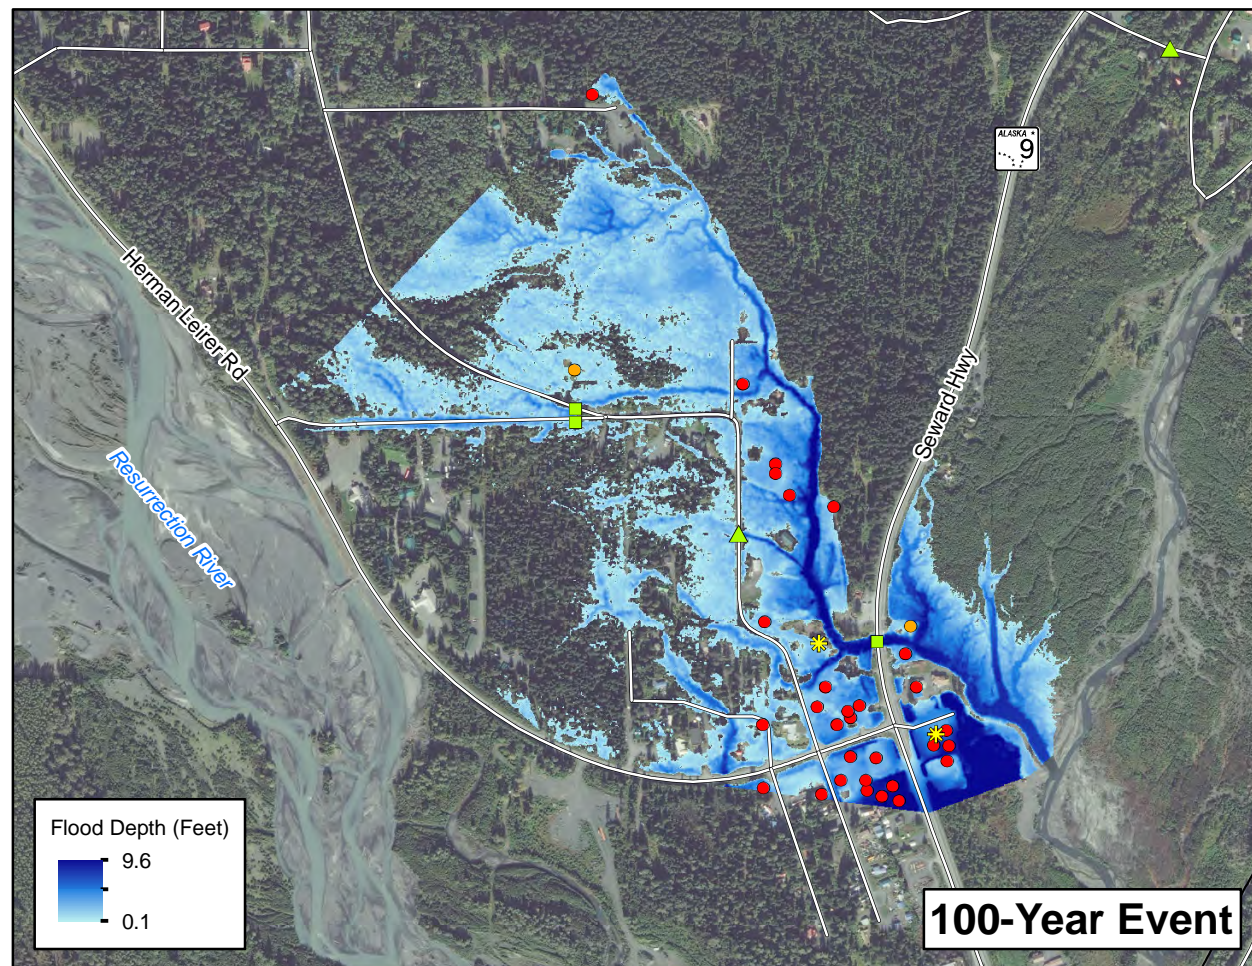 ALASKA
9
Herman Leirer Rd
Seward Hwy
Resurrection River
Flood Depth (Feet)
9.6
0.1
100-Year Event